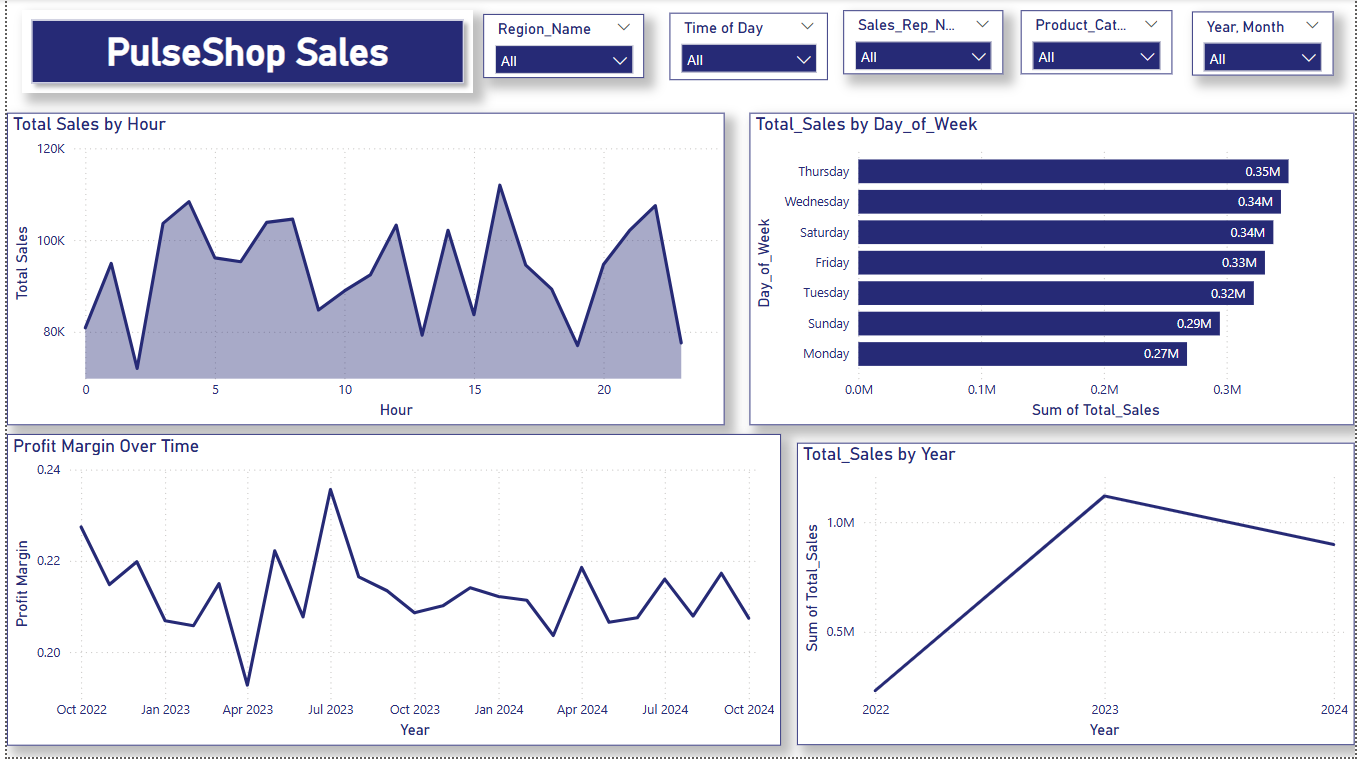 PulseShop Sales
Region_Name
All
Time of Day
All
Sales_Rep_N...
All
Product_Cat...
All
Year, Month
All
Total Sales by Hour
Total Sales
120K
100K
80K
0 5 10 15 20
Hour
Total_Sales by Day_of_Week
Day_of_Week
Thursday 0.35M
Wednesday 0.34M
Saturday 0.34M
Friday 0.33M
Tuesday 0.32M
Sunday 0.29M
Monday 0.27M
0.0M 0.1M 0.2M 0.3M
Sum of Total_Sales
Profit Margin Over Time
Profit Margin
0.24
0.22
0.20
Oct 2022 Jan 2023 Apr 2023 Jul 2023 Oct 2023 Jan 2024 Apr 2024 Jul 2024 Oct 2024
Year
Total_Sales by Year
Sum of Total_Sales
1.0M
0.5M
2022 2023 2024
Year